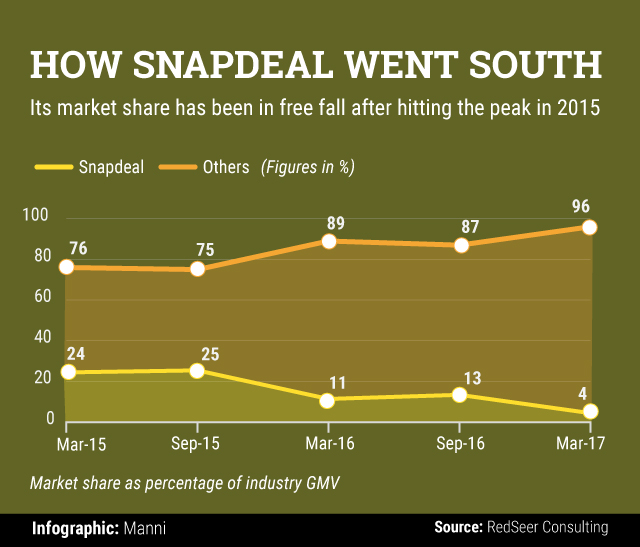 HOW SNAPDEAL WENT SOUTH
Its market share has been in free fall after hitting the peak in 2015
Snapdeal Others (Figures in %)
100
80
60
40
20
0
76 75 89 87 96
24 25 11 13 4
Mar-15 Sep-15 Mar-16 Sep-16 Mar-17
Market share as percentage of industry GMV
Infographic: Manni
Source: RedSeer Consulting